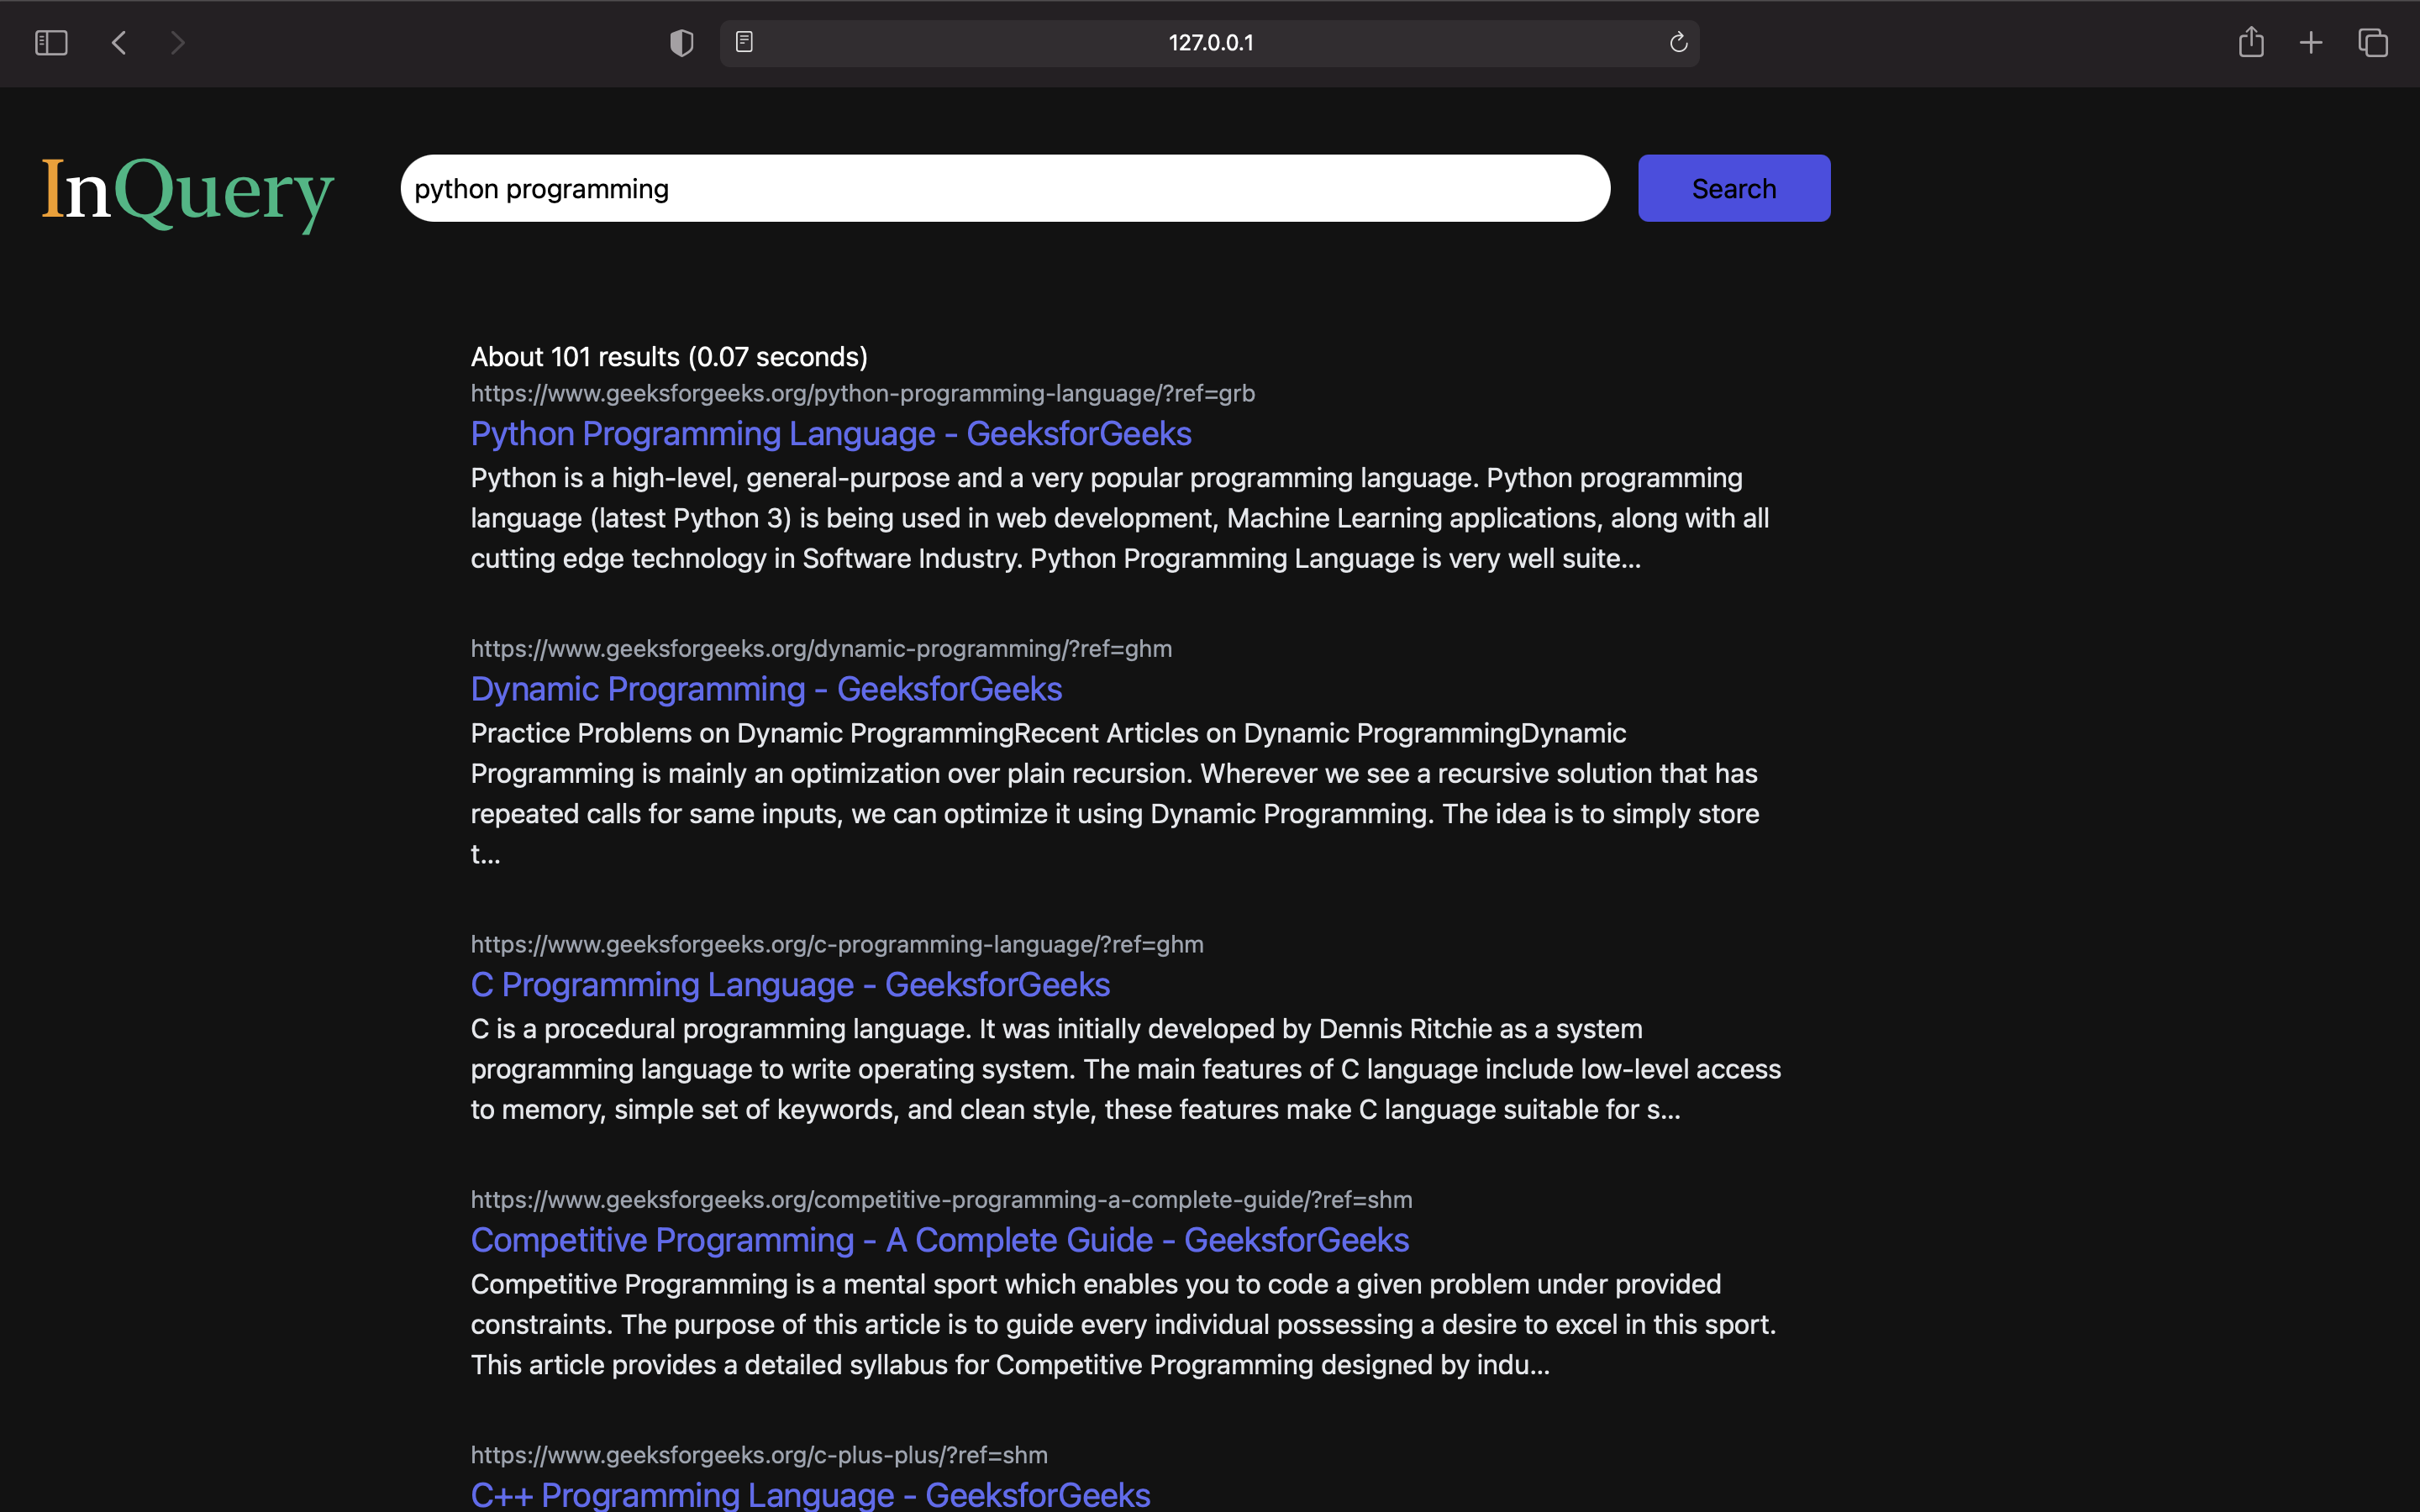 127.0.0.1
InQuery
python programming
Search
About 101 results (0.07 seconds)
https://www.geeksforgeeks.org/python-programming-language/?ref=grb
Python Programming Language - GeeksforGeeks
Python is a high-level, general-purpose and a very popular programming language. Python programming
language (latest Python 3) is being used in web development, Machine Learning applications, along with all
cutting edge technology in Software Industry. Python Programming Language is very well suite...
https://www.geeksforgeeks.org/dynamic-programming/?ref=ghm
Dynamic Programming - GeeksforGeeks
Practice Problems on Dynamic ProgrammingRecent Articles on Dynamic ProgrammingDynamic
Programming is mainly an optimization over plain recursion. Wherever we see a recursive solution that has
repeated calls for same inputs, we can optimize it using Dynamic Programming. The idea is to simply store
t...
https://www.geeksforgeeks.org/c-programming-language/?ref=ghm
C Programming Language - GeeksforGeeks
C is a procedural programming language. It was initially developed by Dennis Ritchie as a system
programming language to write operating system. The main features of C language include low-level access
to memory, simple set of keywords, and clean style, these features make C language suitable for s...
https://www.geeksforgeeks.org/competitive-programming-a-complete-guide/?ref=shm
Competitive Programming - A Complete Guide - GeeksforGeeks
Competitive Programming is a mental sport which enables you to code a given problem under provided
constraints. The purpose of this article is to guide every individual possessing a desire to excel in this sport.
This article provides a detailed syllabus for Competitive Programming designed by indu...
https://www.geeksforgeeks.org/c-plus-plus/?ref=shm
C++ Programming Language - GeeksforGeeks